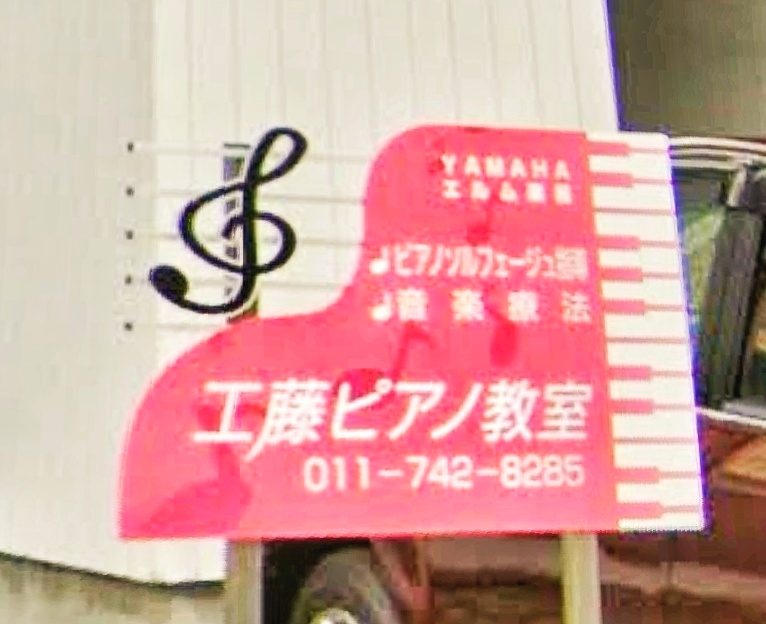 YAMAHA
エルム楽器
ピアノソルフェージュ指導
音楽療法
工藤ピアノ教室
011-742-8285